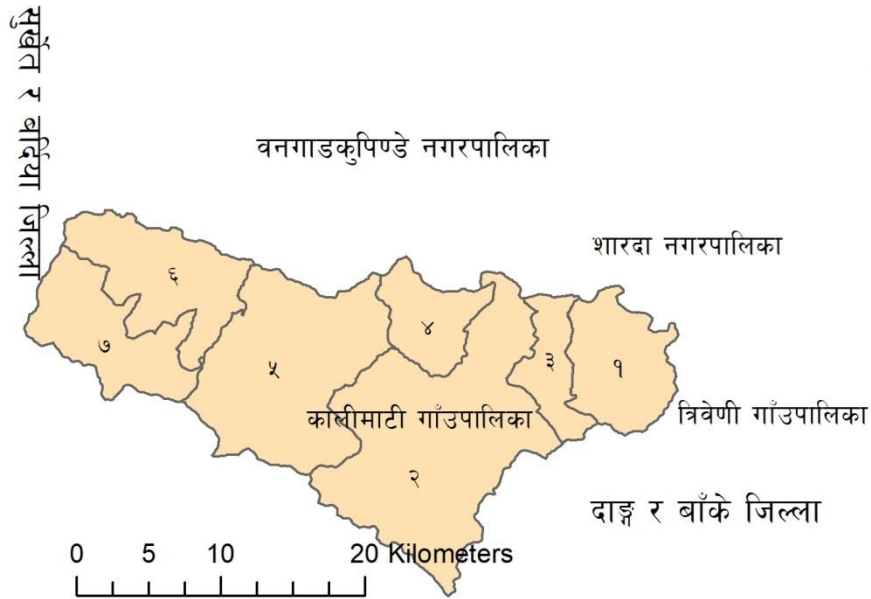 सुर्खेत र बर्दिया जिल्ला
वनगाडकुपिण्डे नगरपालिका
शारदा नगरपालिका
६
७
५
४
३
१
कालीमाटी गाँउपालिका
त्रिवेणी गाँउपालिका
२
दाङ्ग र बाँके जिल्ला
0 5 10 20 Kilometers